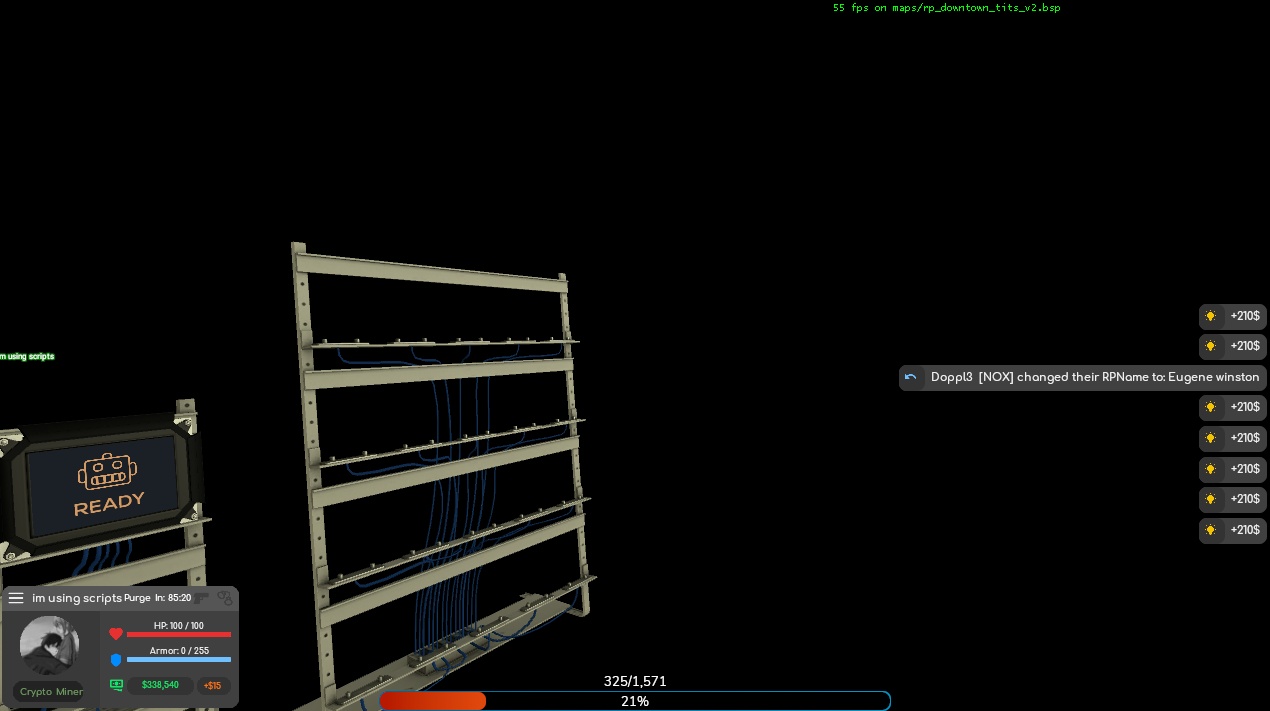 55 fps on maps/rp_downtown_tits_v2.bsp
+210$
+210$
m using scripts
Doppl3 [NOX] changed their RPName to: Eugene winston
+210$
+210$
+210$
+210$
+210$
READY
im using scripts Purge In: 85:20
HP: 100 / 100
Armor: 0 / 255
$338,540 +$15
Crypto Miner
325/1,571
21%